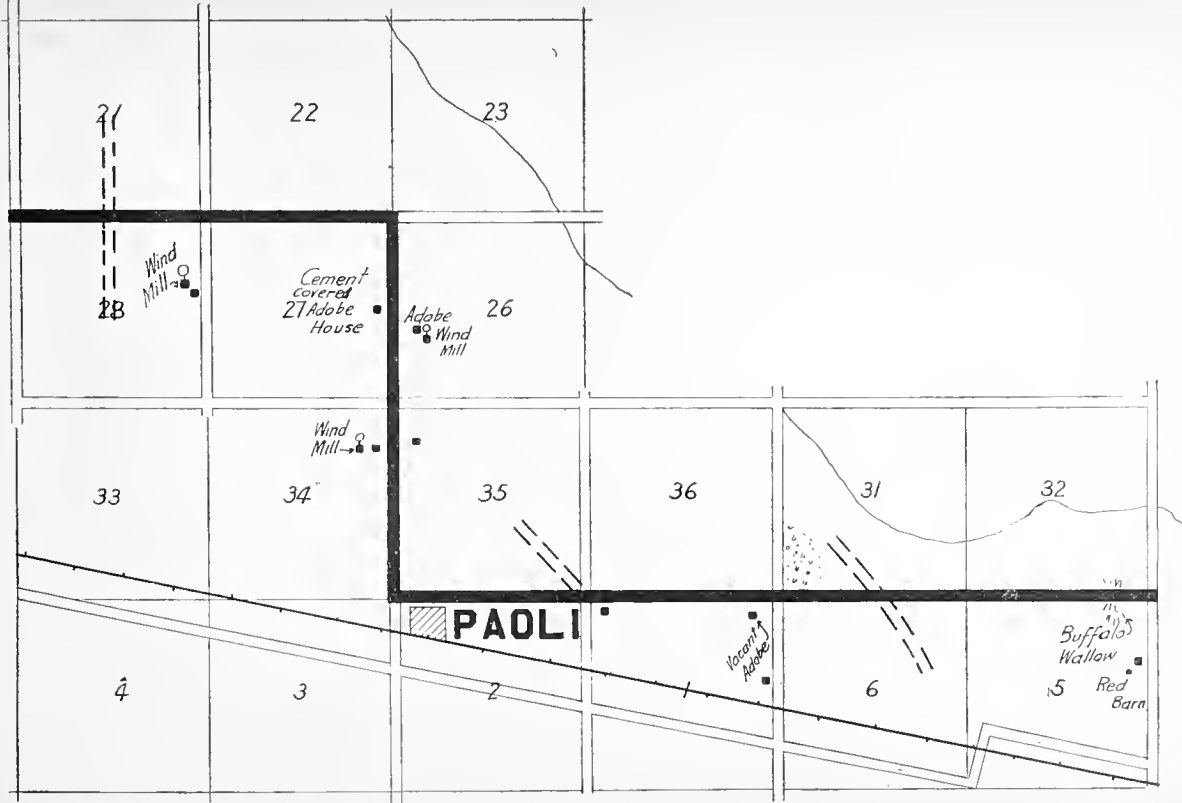 21
22
23
Wind
Mill
28
Cement
covered
27 Adobe
House
Adobe
Wind
Mill
26
Wind
Mill
33
34
35
36
31
32
PAOLI
Vacant
Adobe
Buffalo
Wallow
Red
Barn
4
3
2
1
6
5